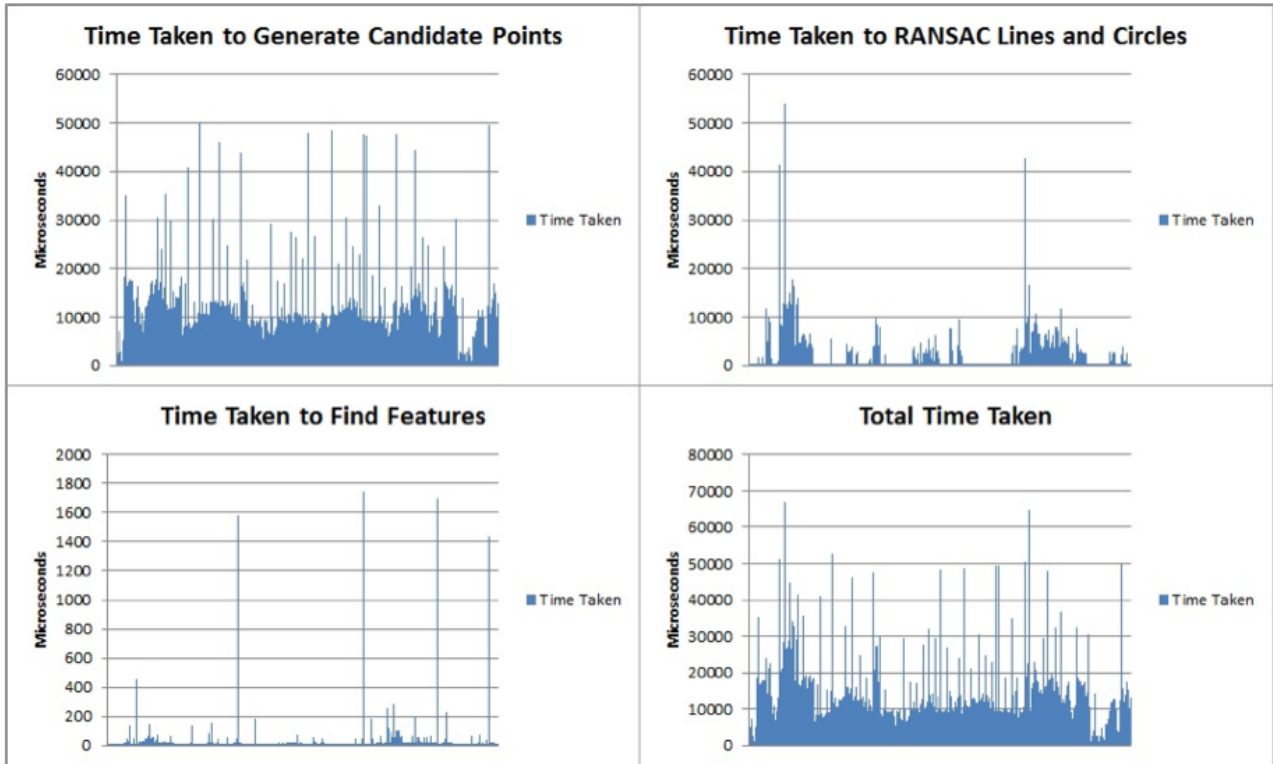 Time Taken to Generate Candidate Points
60000
50000
40000
30000
20000
10000
0
Microseconds
Time Taken
Time Taken to RANSAC Lines and Circles
60000
50000
40000
30000
20000
10000
0
Microseconds
Time Taken
Time Taken to Find Features
2000
1800
1600
1400
1200
1000
800
600
400
200
0
Microseconds
Time Taken
Total Time Taken
80000
70000
60000
50000
40000
30000
20000
10000
0
Microseconds
Time Taken